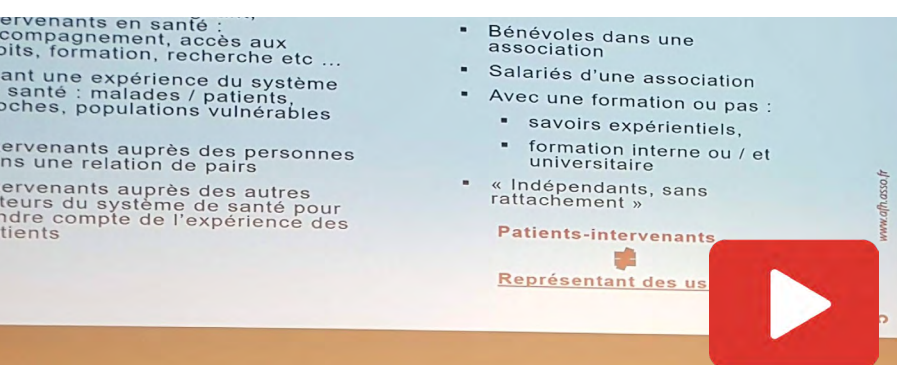 ervenants en santé :
compagnement, accès aux
oits, formation, recherche etc ...
ant une expérience du système
santé : malades / patients,
oches, populations vulnérables
ervenants auprès des personnes
ns une relation de pairs
ervenants auprès des autres
teurs du système de santé pour
ndre compte de l'expérience des
tients
▪ Bénévoles dans une
association
▪ Salariés d'une association
▪ Avec une formation ou pas :
▪ savoirs expérientiels,
▪ formation interne ou / et
universitaire
▪ « Indépendants, sans
rattachement »
Patients-intervenants
≠
Représentant des us
www.afh.asso.fr